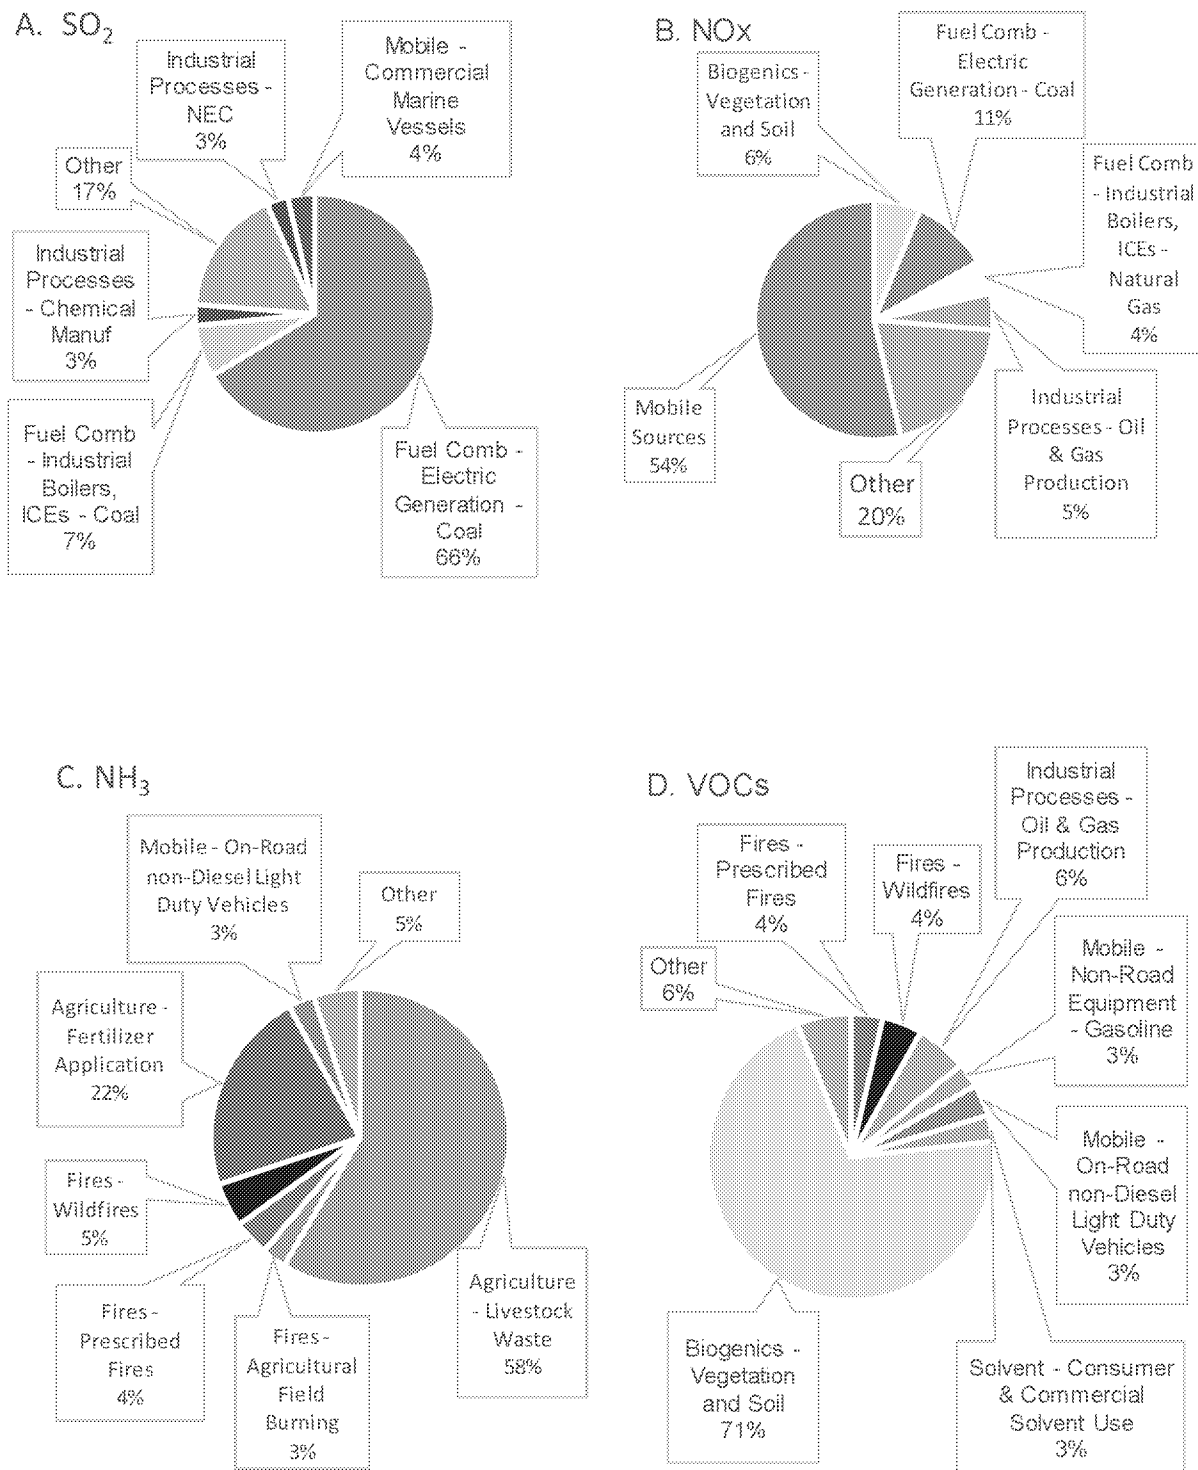 A. SO2
Industrial
Processes -
NEC
3%
Mobile -
Commercial
Marine
Vessels
4%
Other
17%
Industrial
Processes
- Chemical
Manuf
3%
Fuel Comb
- Industrial
Boilers,
ICEs - Coal
7%
Fuel Comb -
Electric
Generation -
Coal
66%
B. NOx
Biogenics -
Vegetation
and Soil
6%
Fuel Comb -
Electric
Generation - Coal
11%
Fuel Comb
- Industrial
Boilers,
ICEs -
Natural
Gas
4%
Industrial
Processes - Oil
& Gas
Production
5%
Other
20%
Mobile
Sources
54%
C. NH3
Mobile - On-Road
non-Diesel Light
Duty Vehicles
3%
Other
5%
Agriculture -
Fertilizer
Application
22%
Fires -
Wildfires
5%
Fires -
Prescribed
Fires
4%
Fires -
Agricultural
Field
Burning
3%
Agriculture
- Livestock
Waste
58%
D. VOCs
Fires -
Prescribed
Fires
4%
Fires -
Wildfires
4%
Industrial
Processes -
Oil & Gas
Production
6%
Other
6%
Mobile -
Non-Road
Equipment
- Gasoline
3%
Mobile -
On-Road
non-Diesel
Light Duty
Vehicles
3%
Solvent - Consumer
& Commercial
Solvent Use
3%
Biogenics -
Vegetation
and Soil
71%